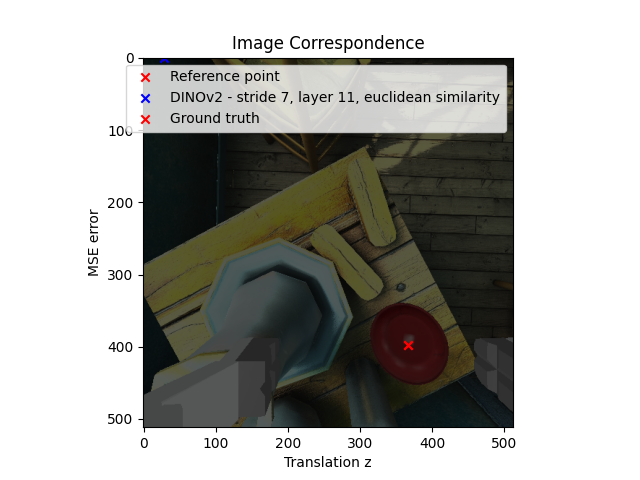 Image Correspondence
Reference point
DINOv2 - stride 7, layer 11, euclidean similarity
Ground truth
0
100
200
300
400
500
MSE error
0
100
200
300
400
500
Translation z